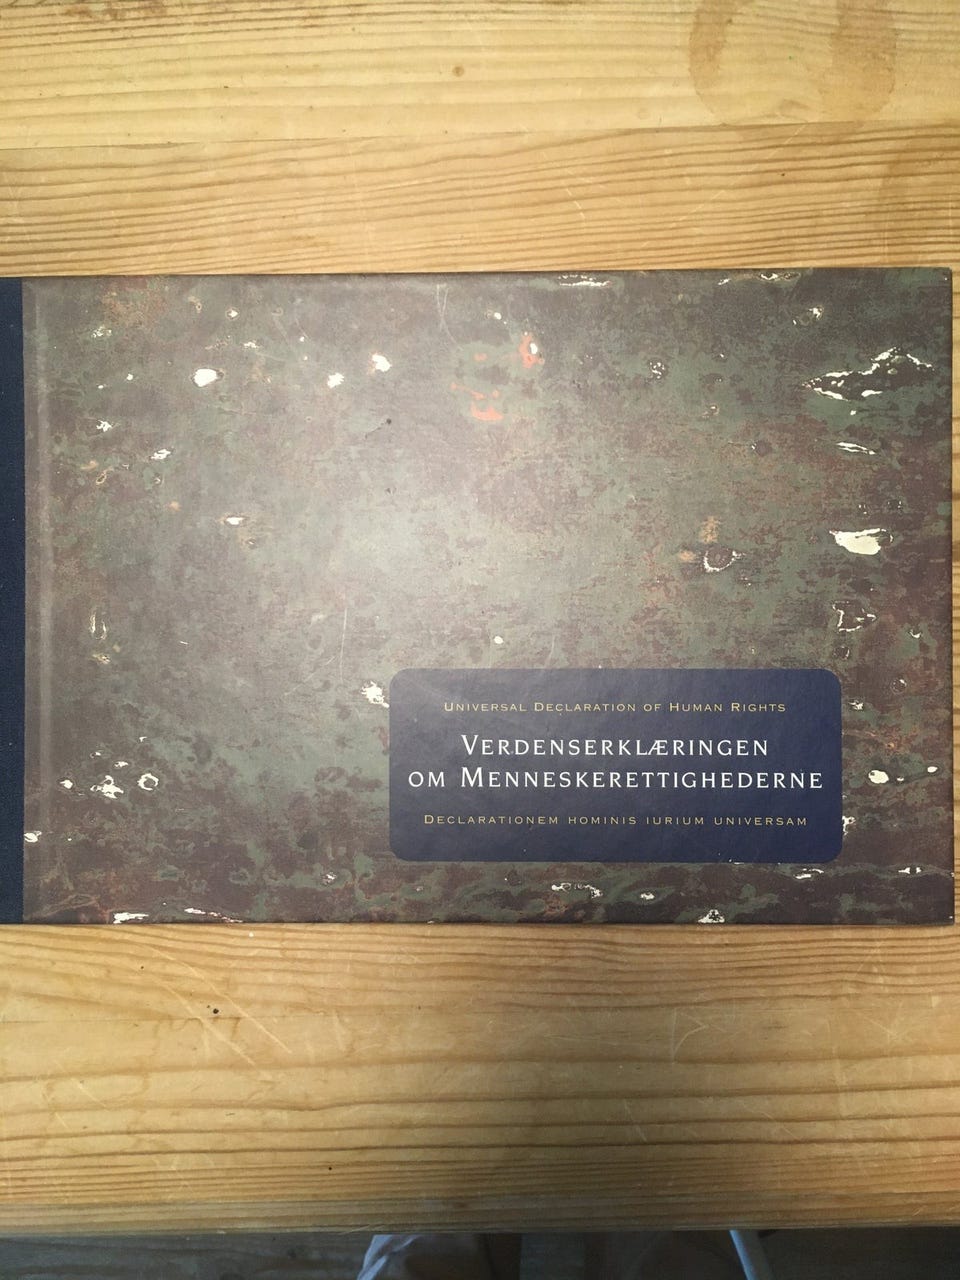 Universal Declaration of Human Rights
Verdenserklæringen
om Menneskerettighederne
Declarationem hominis iurium universam